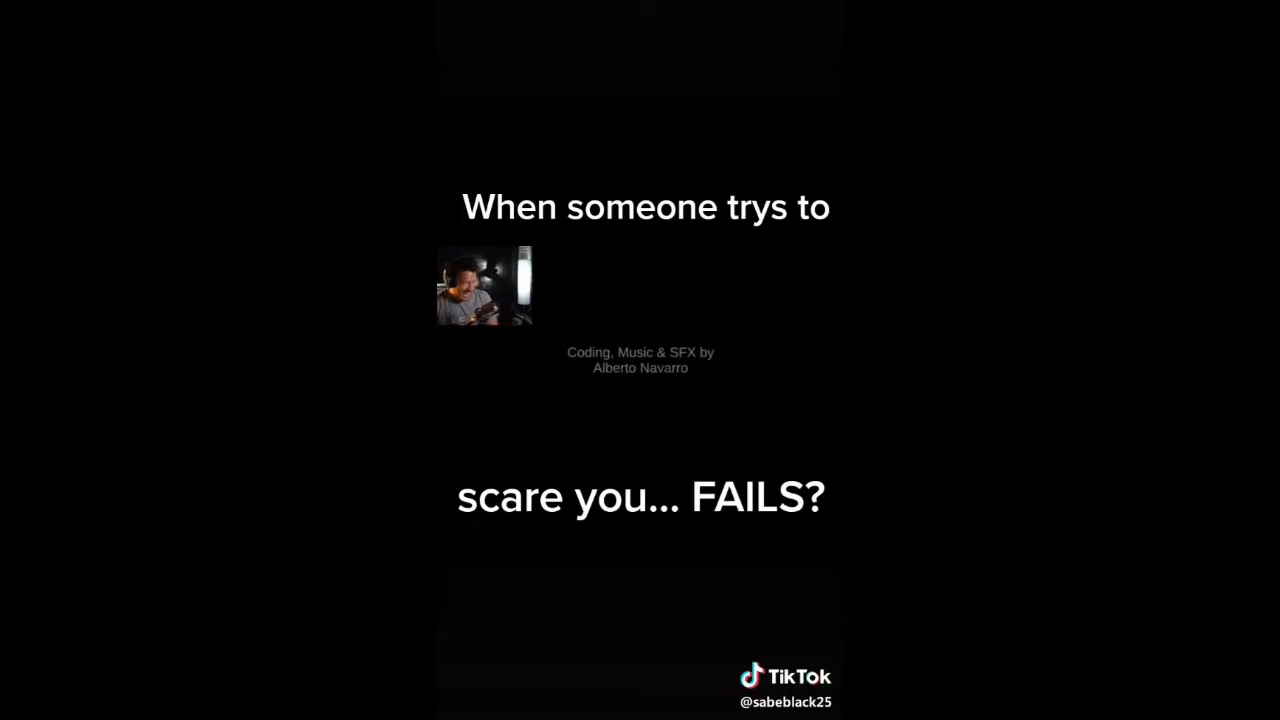 When someone trys to
Coding, Music & SFX by
Alberto Navarro
scare you... FAILS?
TikTok
@sabeblack25